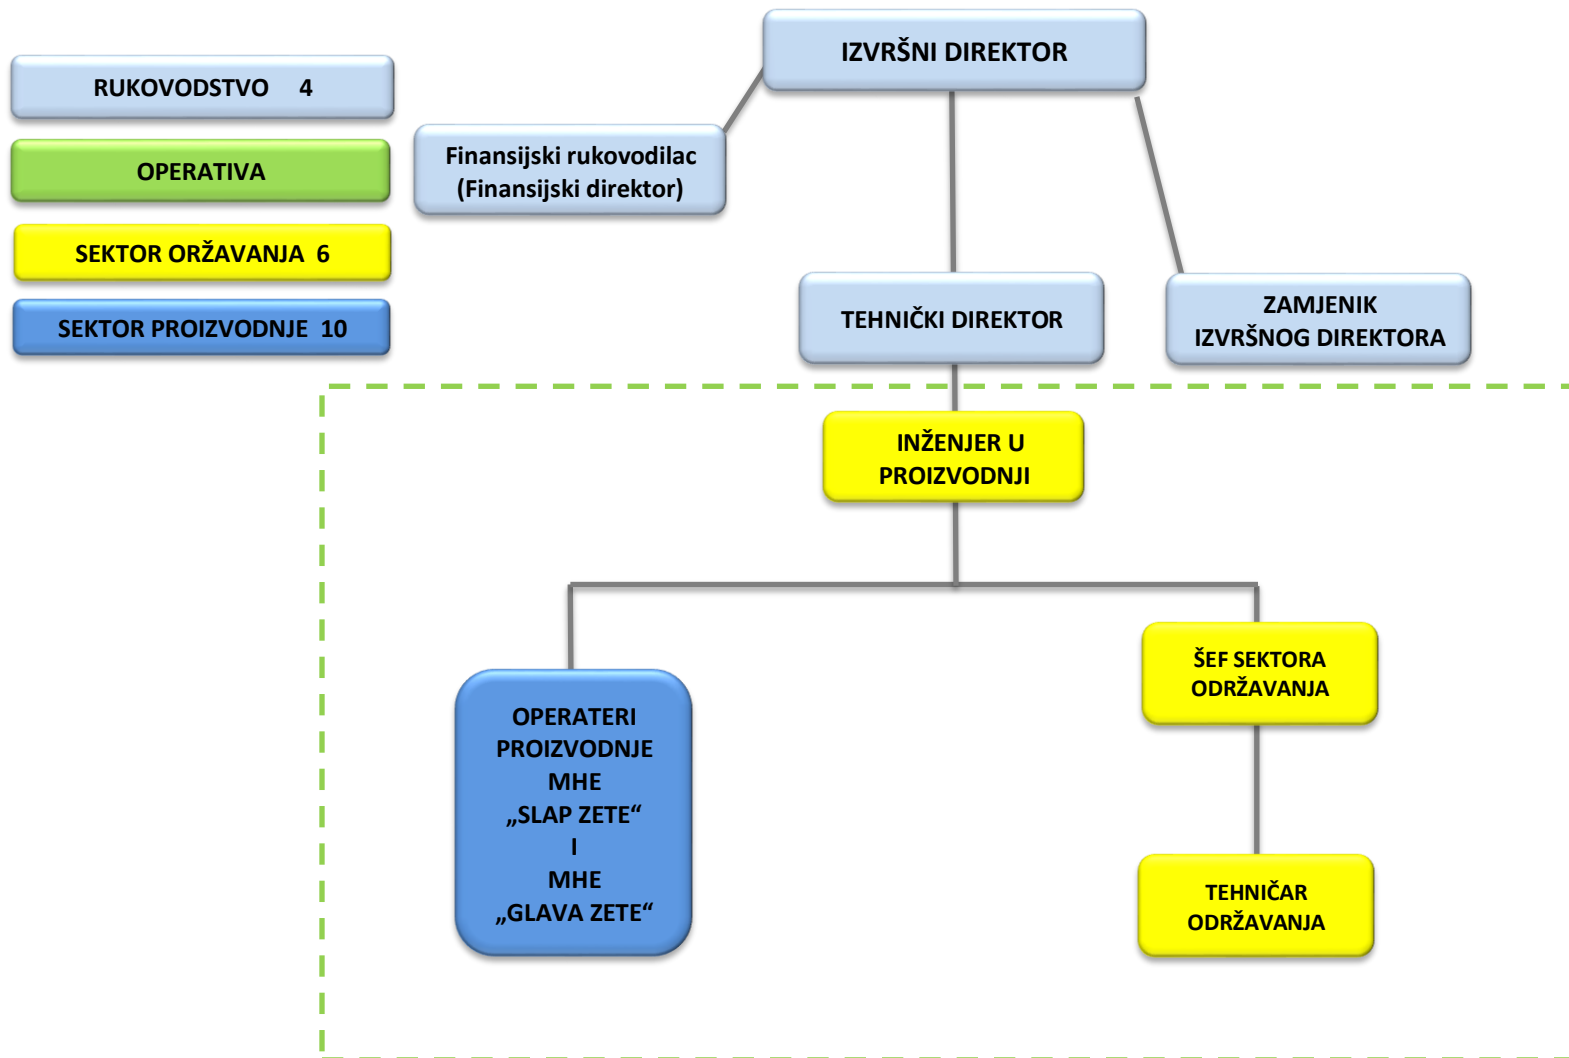 IZVRŠNI DIREKTOR
RUKOVODSTVO 4
OPERATIVA
SEKTOR ORŽAVANJA 6
SEKTOR PROIZVODNJE 10
Finansijski rukovodilac
(Finansijski direktor)
TEHNIČKI DIREKTOR
ZAMJENIK
IZVRŠNOG DIREKTORA
INŽENJER U
PROIZVODNJI
OPERATERI
PROIZVODNJE
MHE
„SLAP ZETE“
I
MHE
„GLAVA ZETE“
ŠEF SEKTORA
ODRŽAVANJA
TEHNIČAR
ODRŽAVANJA